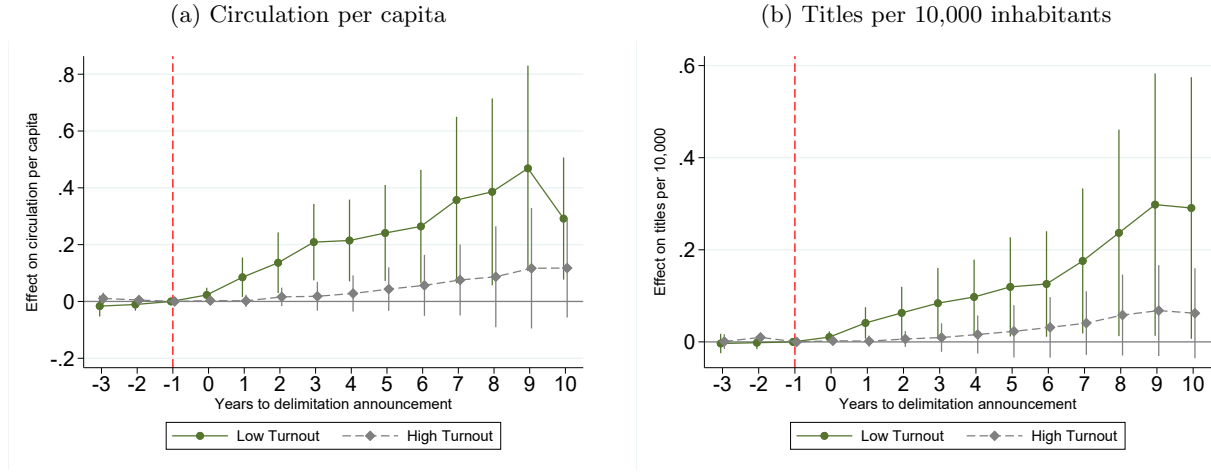 (a) Circulation per capita
Effect on circulation per capita
.8
.6
.4
.2
0
-.2
-3 -2 -1 0 1 2 3 4 5 6 7 8 9 10
Years to delimitation announcement
Low Turnout High Turnout
(b) Titles per 10,000 inhabitants
Effect on titles per 10,000
.6
.4
.2
0
-3 -2 -1 0 1 2 3 4 5 6 7 8 9 10
Years to delimitation announcement
Low Turnout High Turnout